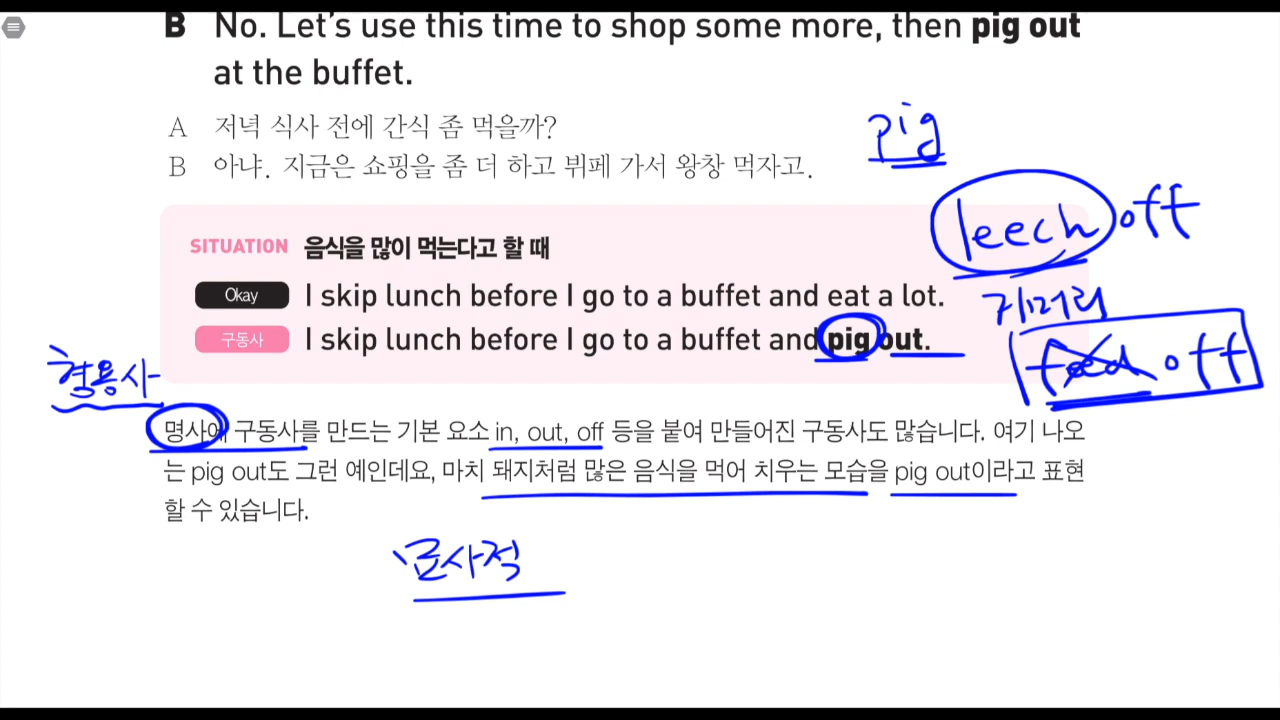 B No. Let's use this time to shop some more, then pig out
at the buffet.
A 저녁 식사 전에 간식 좀 먹을까?
B 아냐. 지금은 쇼핑을 좀 더 하고 뷔페 가서 왕창 먹자고.
pig
leech off
거머리
feed off
SITUATION 음식을 많이 먹는다고 할 때
Okay I skip lunch before I go to a buffet and eat a lot.
구동사 I skip lunch before I go to a buffet and pig out.
형용사
명사에 구동사를 만드는 기본 요소 in, out, off 등을 붙여 만들어진 구동사도 많습니다. 여기 나오
는 pig out도 그런 예인데요, 마치 돼지처럼 많은 음식을 먹어 치우는 모습을 pig out이라고 표현
할 수 있습니다.
묘사적